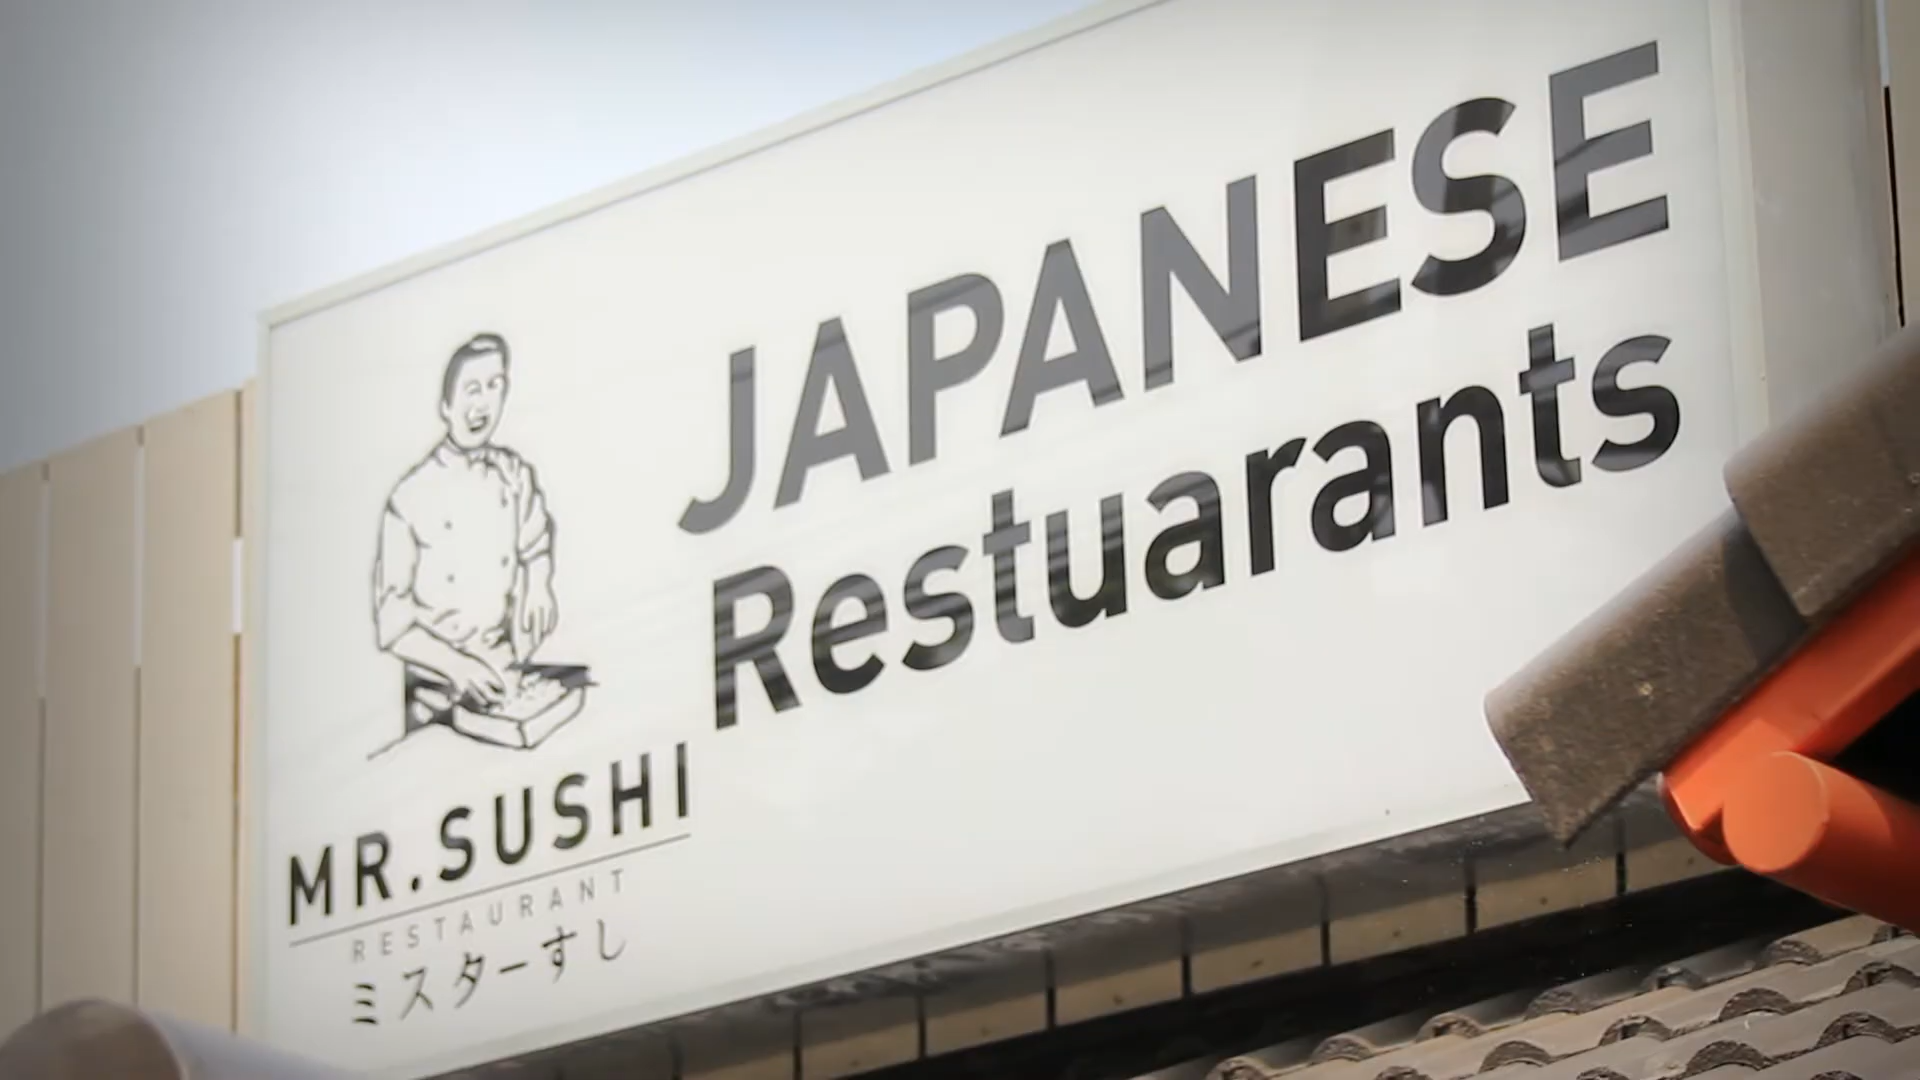 JAPANESE
Restuarants
MR.SUSHI
RESTAURANT
ミスターすし